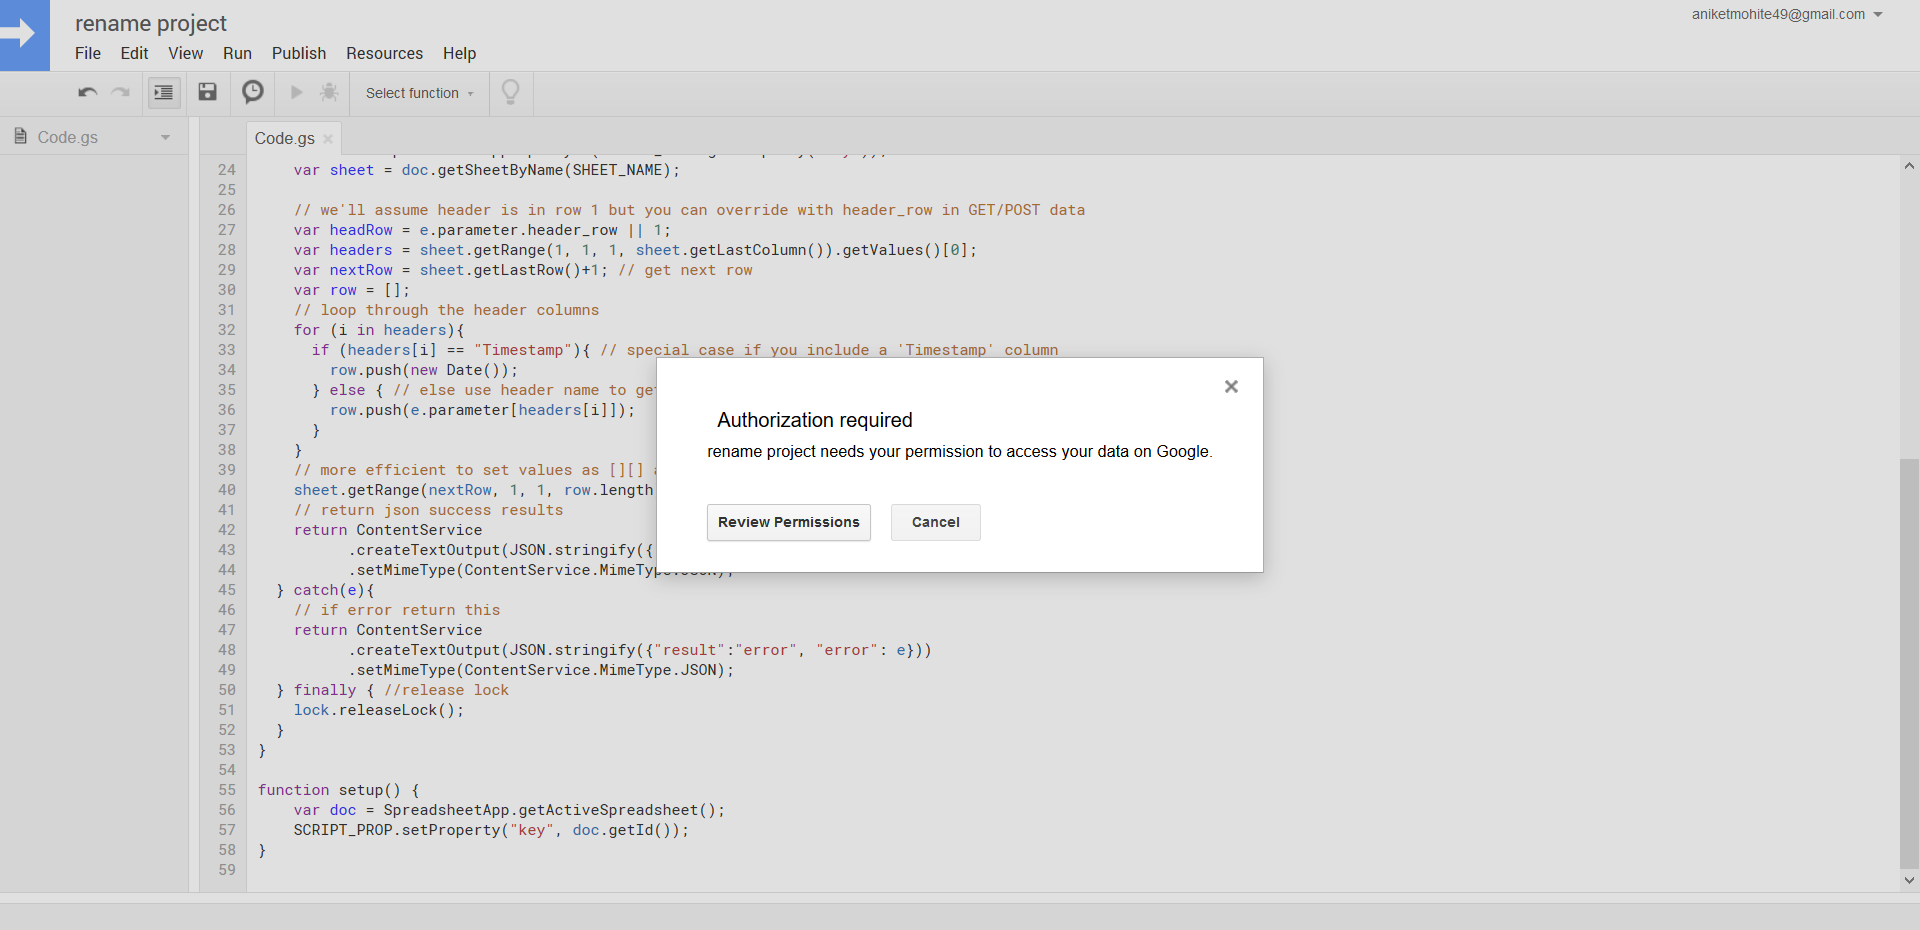 rename project
aniketmohite49@gmail.com
File Edit View Run Publish Resources Help
Select function
Code.gs
Code.gs
24 var sheet = doc.getSheetByName(SHEET_NAME);
25
26 // we'll assume header is in row 1 but you can override with header_row in GET/POST data
27 var headRow = e.parameter.header_row || 1;
28 var headers = sheet.getRange(1, 1, 1, sheet.getLastColumn()).getValues()[0];
29 var nextRow = sheet.getLastRow()+1; // get next row
30 var row = [];
31 // loop through the header columns
32 for (i in headers){
33 if (headers[i] == "Timestamp"){ // special case if you include a 'Timestamp' column
34 row.push(new Date());
35 } else { // else use header name to get
36 row.push(e.parameter[headers[i]]);
37 }
38 }
39 // more efficient to set values as [][]
40 sheet.getRange(nextRow, 1, 1, row.length
41 // return json success results
42 return ContentService
43 .createTextOutput(JSON.stringify({
44 .setMimeType(ContentService.MimeType.JSON);
45 } catch(e){
46 // if error return this
47 return ContentService
48 .createTextOutput(JSON.stringify({"result":"error", "error": e}))
49 .setMimeType(ContentService.MimeType.JSON);
50 } finally { //release lock
51 lock.releaseLock();
52 }
53 }
54
55 function setup() {
56 var doc = SpreadsheetApp.getActiveSpreadsheet();
57 SCRIPT_PROP.setProperty("key", doc.getId());
58 }
59
Authorization required
rename project needs your permission to access your data on Google.
Review Permissions Cancel